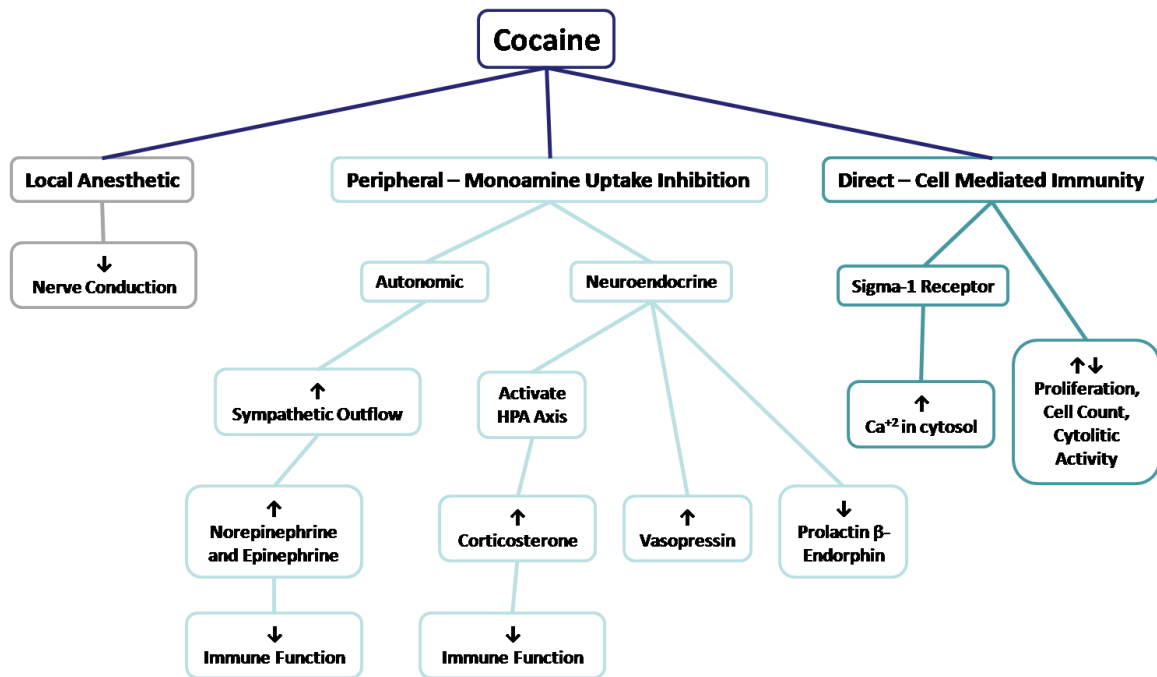 Cocaine
Local Anesthetic
Peripheral – Monoamine Uptake Inhibition
Direct – Cell Mediated Immunity
↓
Nerve Conduction
Autonomic
Neuroendocrine
Sigma-1 Receptor
↑
Sympathetic Outflow
Activate
HPA Axis
↑
Ca⁺² in cytosol
↑↓
Proliferation,
Cell Count,
Cytolitic
Activity
↑
Norepinephrine
and Epinephrine
↑
Corticosterone
↑
Vasopressin
↓
Prolactin β-
Endorphin
↓
Immune Function
↓
Immune Function